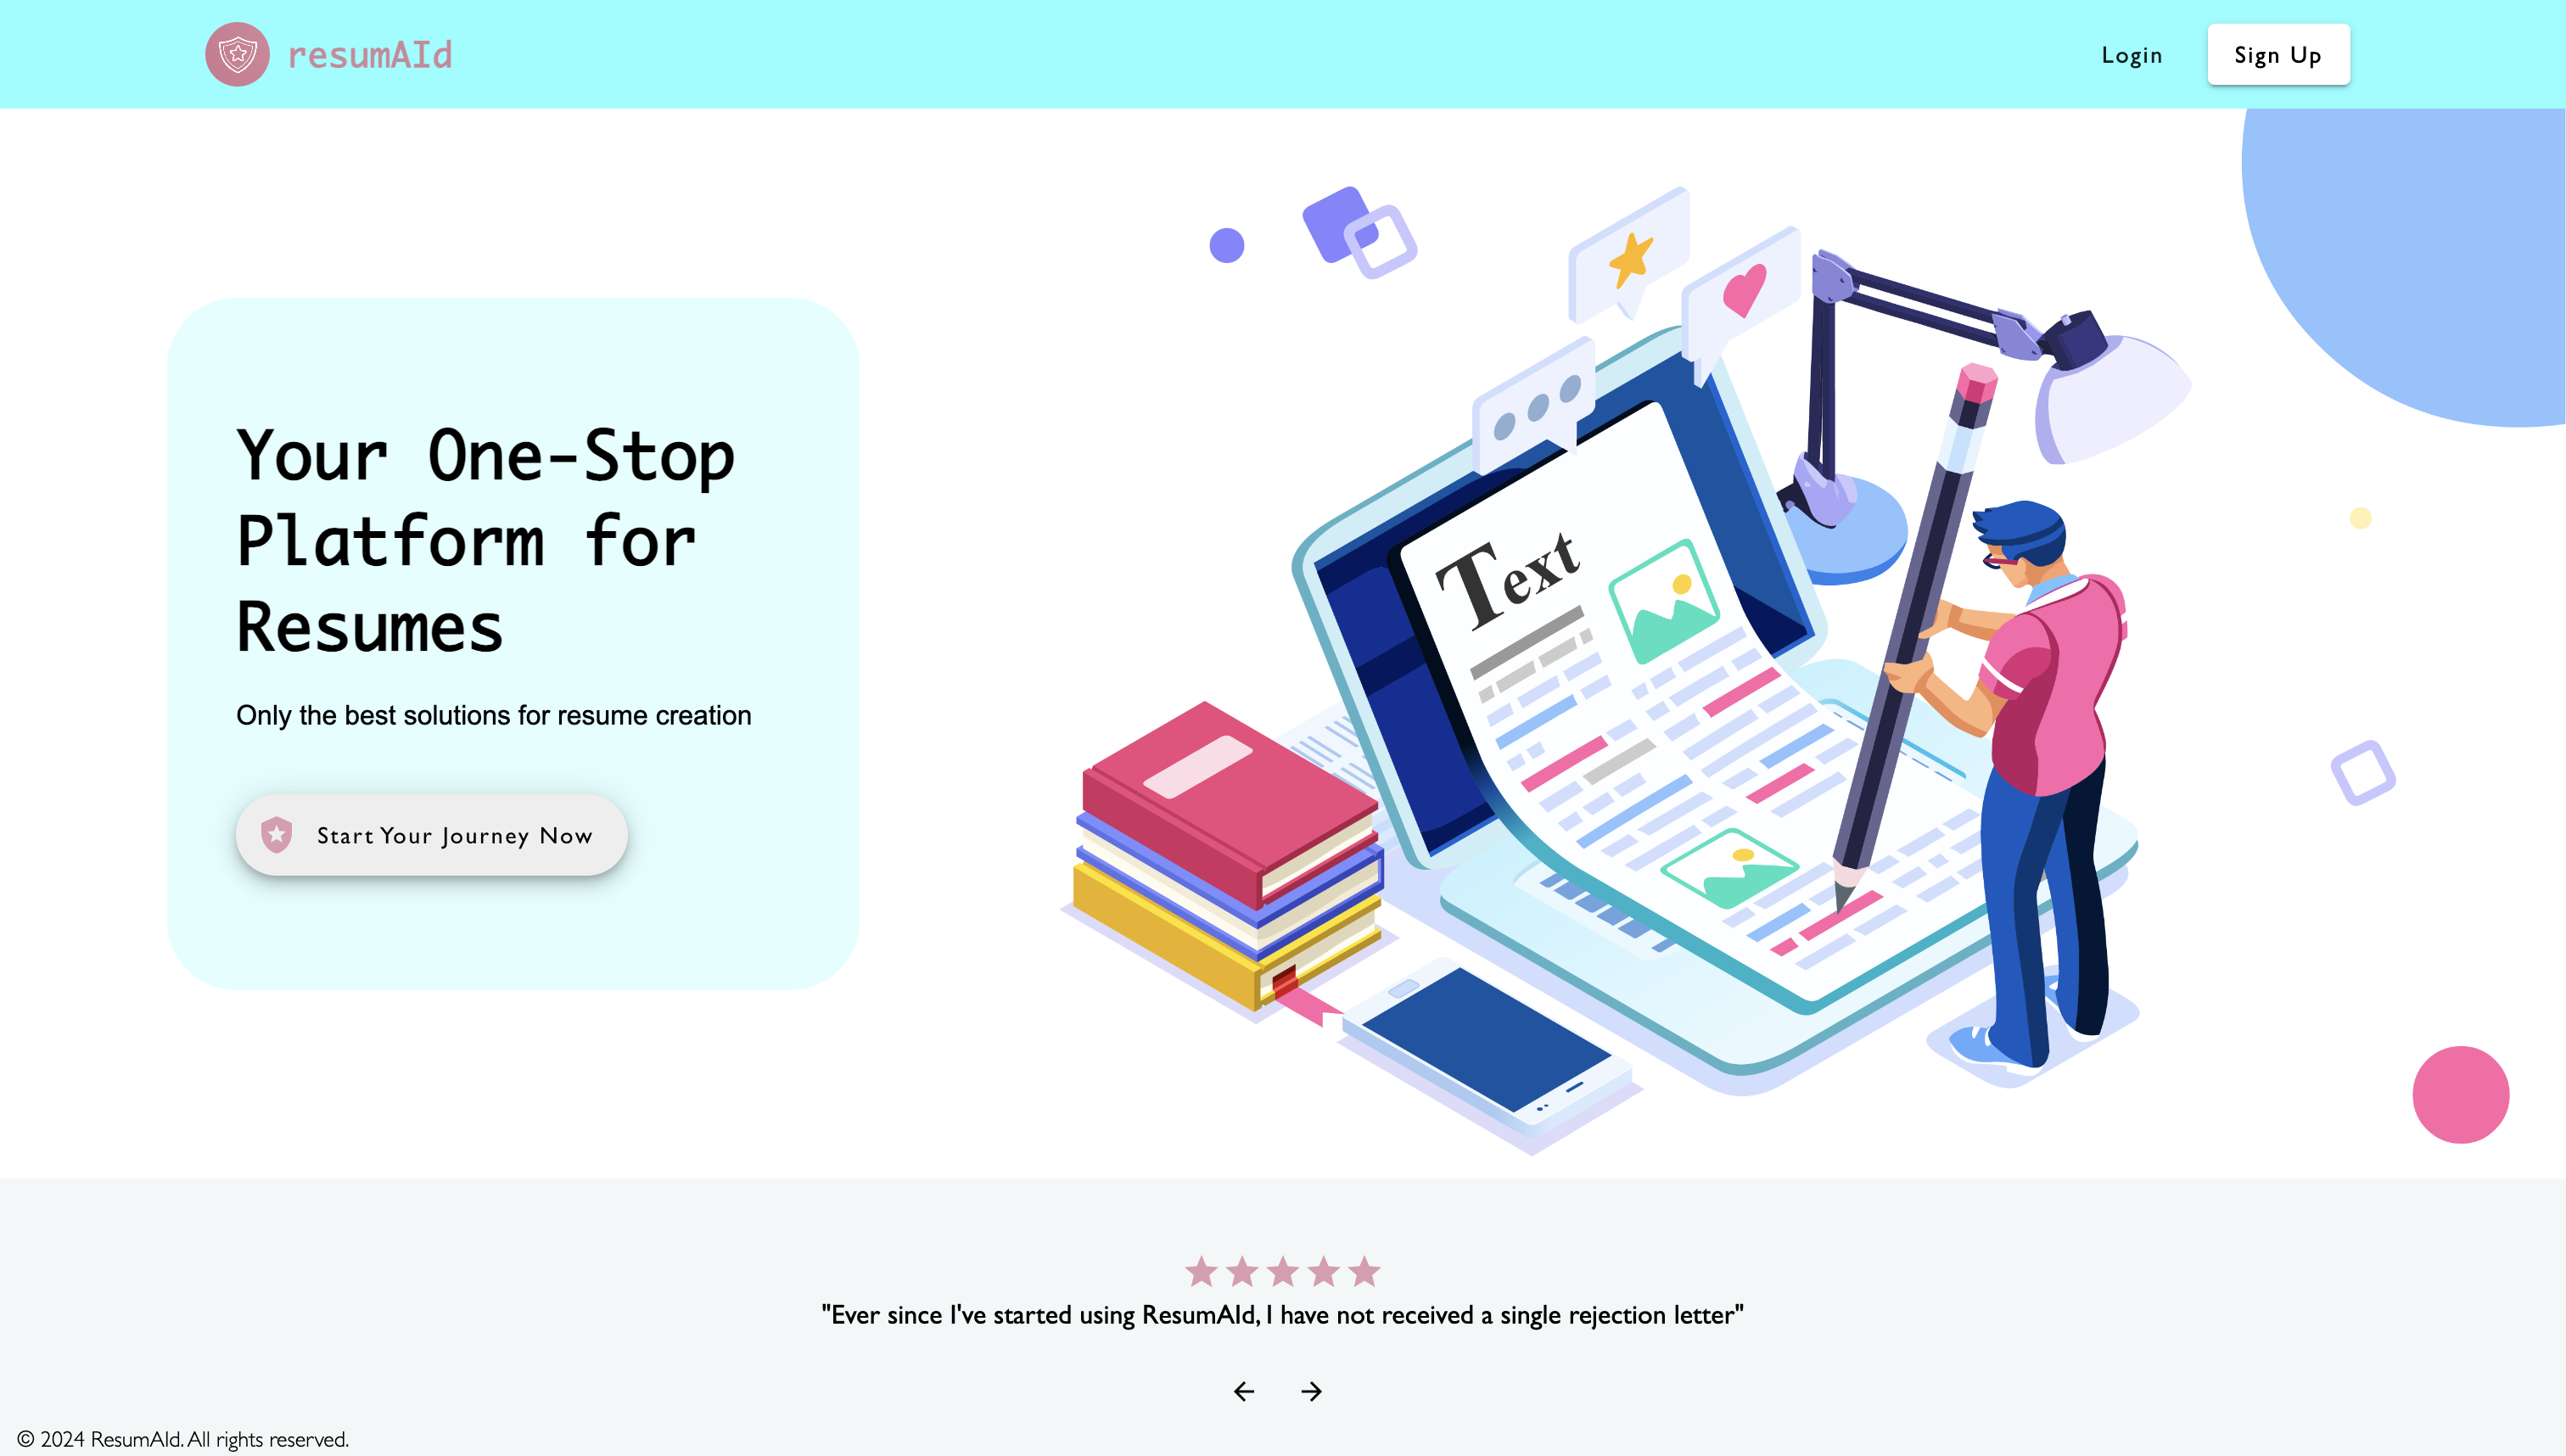 resumAId
Login
Sign Up
Your One-Stop
Platform for
Resumes
Only the best solutions for resume creation
Start Your Journey Now
Text
"Ever since I've started using ResumAId, I have not received a single rejection letter"
© 2024 ResumAId. All rights reserved.